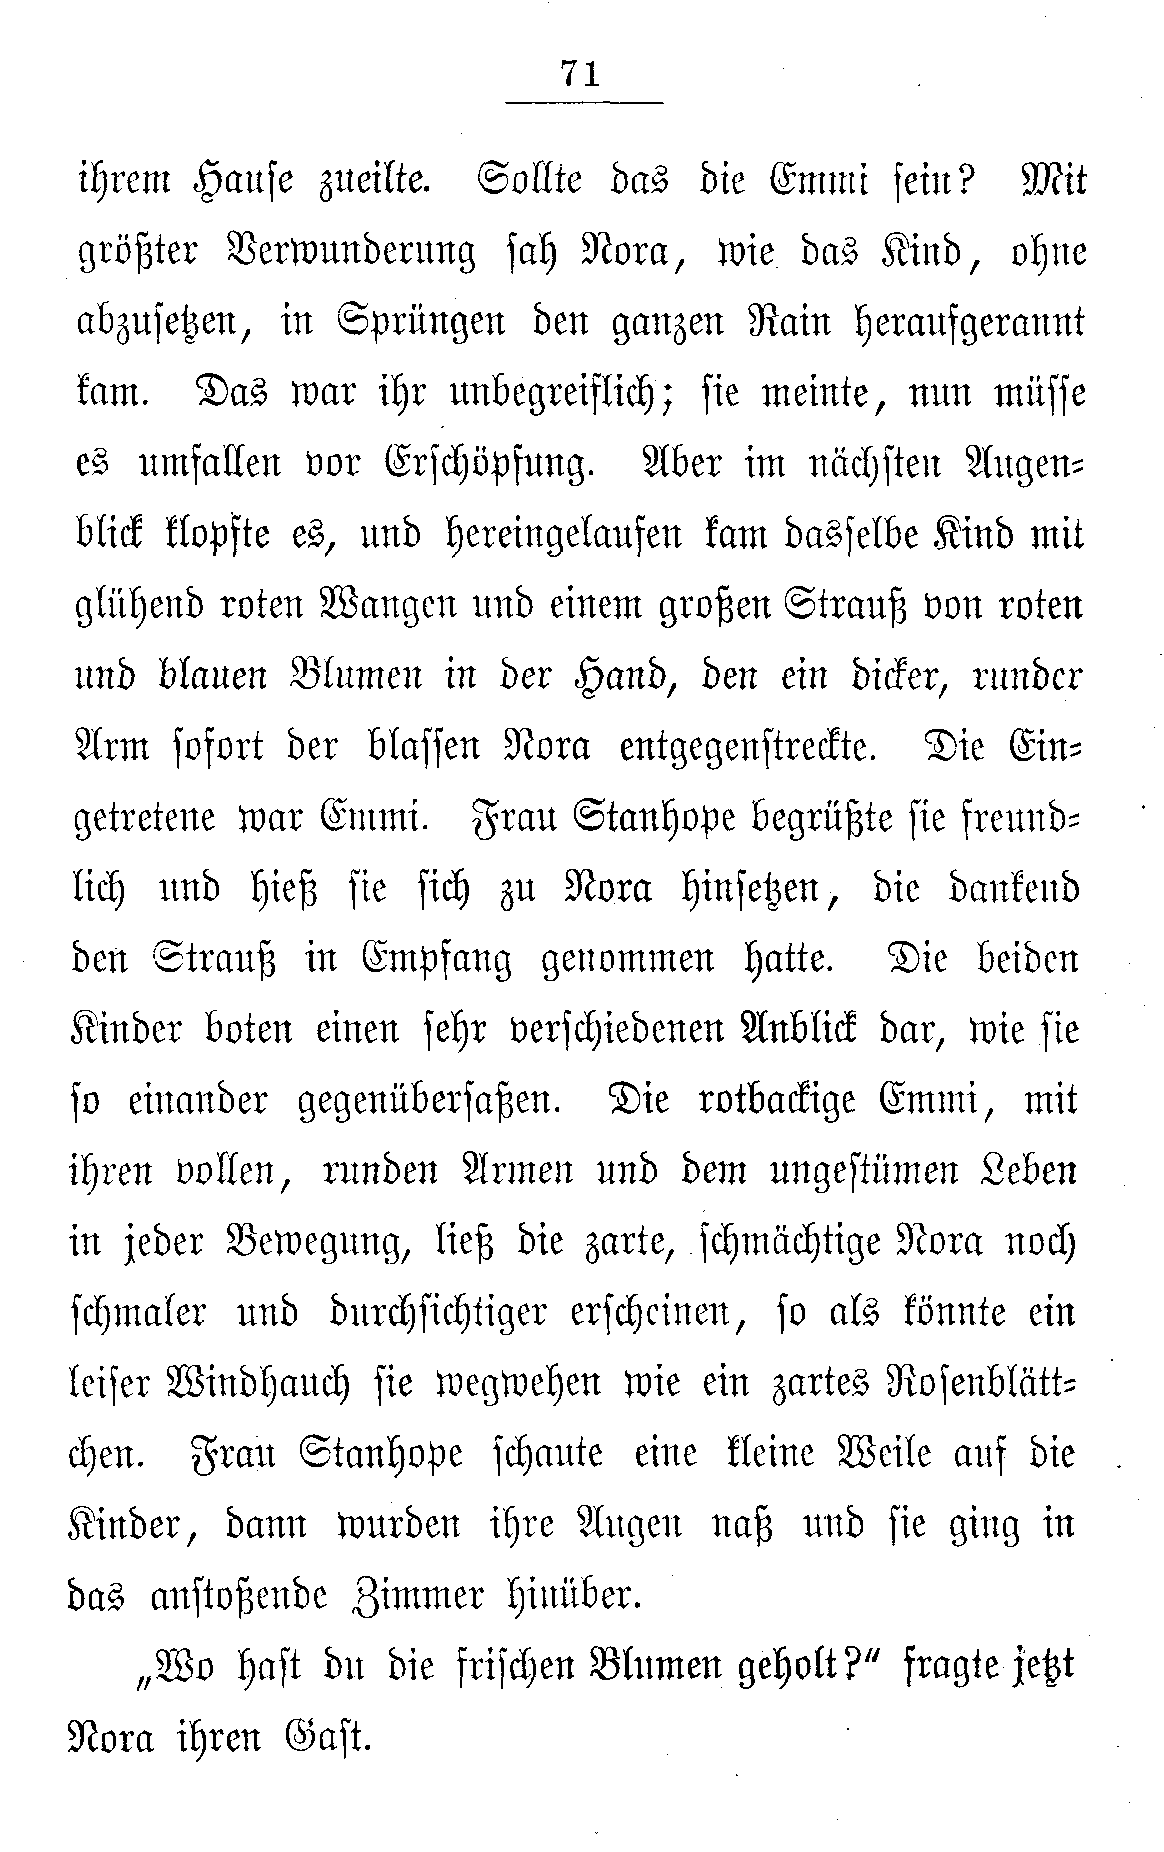 71
ihrem Hause zueilte. Sollte das die Emmi sein? Mit
größter Verwunderung sah Nora, wie das Kind, ohne
abzusetzen, in Sprüngen den ganzen Rain heraufgerannt
kam. Das war ihr unbegreiflich; sie meinte, nun müsse
es umfallen vor Erschöpfung. Aber im nächsten Augen-
blick klopfte es, und hereingelaufen kam dasselbe Kind mit
glühend roten Wangen und einem großen Strauß von roten
und blauen Blumen in der Hand, den ein dicker, runder
Arm sofort der blassen Nora entgegenstreckte. Die Ein-
getretene war Emmi. Frau Stanhope begrüßte sie freund-
lich und hieß sie sich zu Nora hinsetzen, die dankend
den Strauß in Empfang genommen hatte. Die beiden
Kinder boten einen sehr verschiedenen Anblick dar, wie sie
so einander gegenübersaßen. Die rotbackige Emmi, mit
ihren vollen, runden Armen und dem ungestümen Leben
in jeder Bewegung, ließ die zarte, schmächtige Nora noch
schmaler und durchsichtiger erscheinen, so als könnte ein
leiser Windhauch sie wegwehen wie ein zartes Rosenblätt-
chen. Frau Stanhope schaute eine kleine Weile auf die
Kinder, dann wurden ihre Augen naß und sie ging in
das anstoßende Zimmer hinüber.
„Wo hast du die frischen Blumen geholt?" fragte jetzt
Nora ihren Gast.